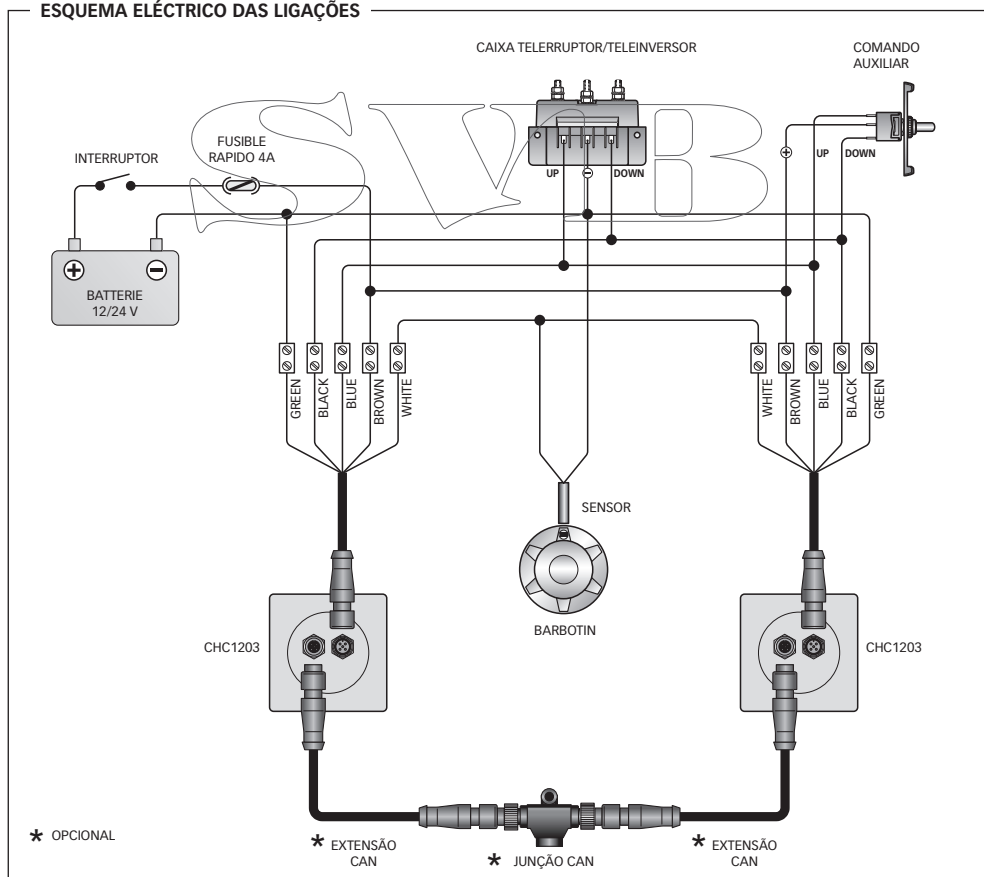 ESQUEMA ELÉCTRICO DAS LIGAÇÕES
CAIXA TELERRUPTOR/TELEINVERSOR
COMANDO
AUXILIAR
INTERRUPTOR
FUSIBLE
RAPIDO 4A
UP
DOWN
UP
DOWN
BATTERIE
12/24 V
GREEN
BLACK
BLUE
BROWN
WHITE
WHITE
BROWN
BLUE
BLACK
GREEN
SENSOR
BARBOTIN
CHC1203
CHC1203
* OPCIONAL
* EXTENSÃO
CAN
* JUNÇÃO CAN
* EXTENSÃO
CAN
SVB